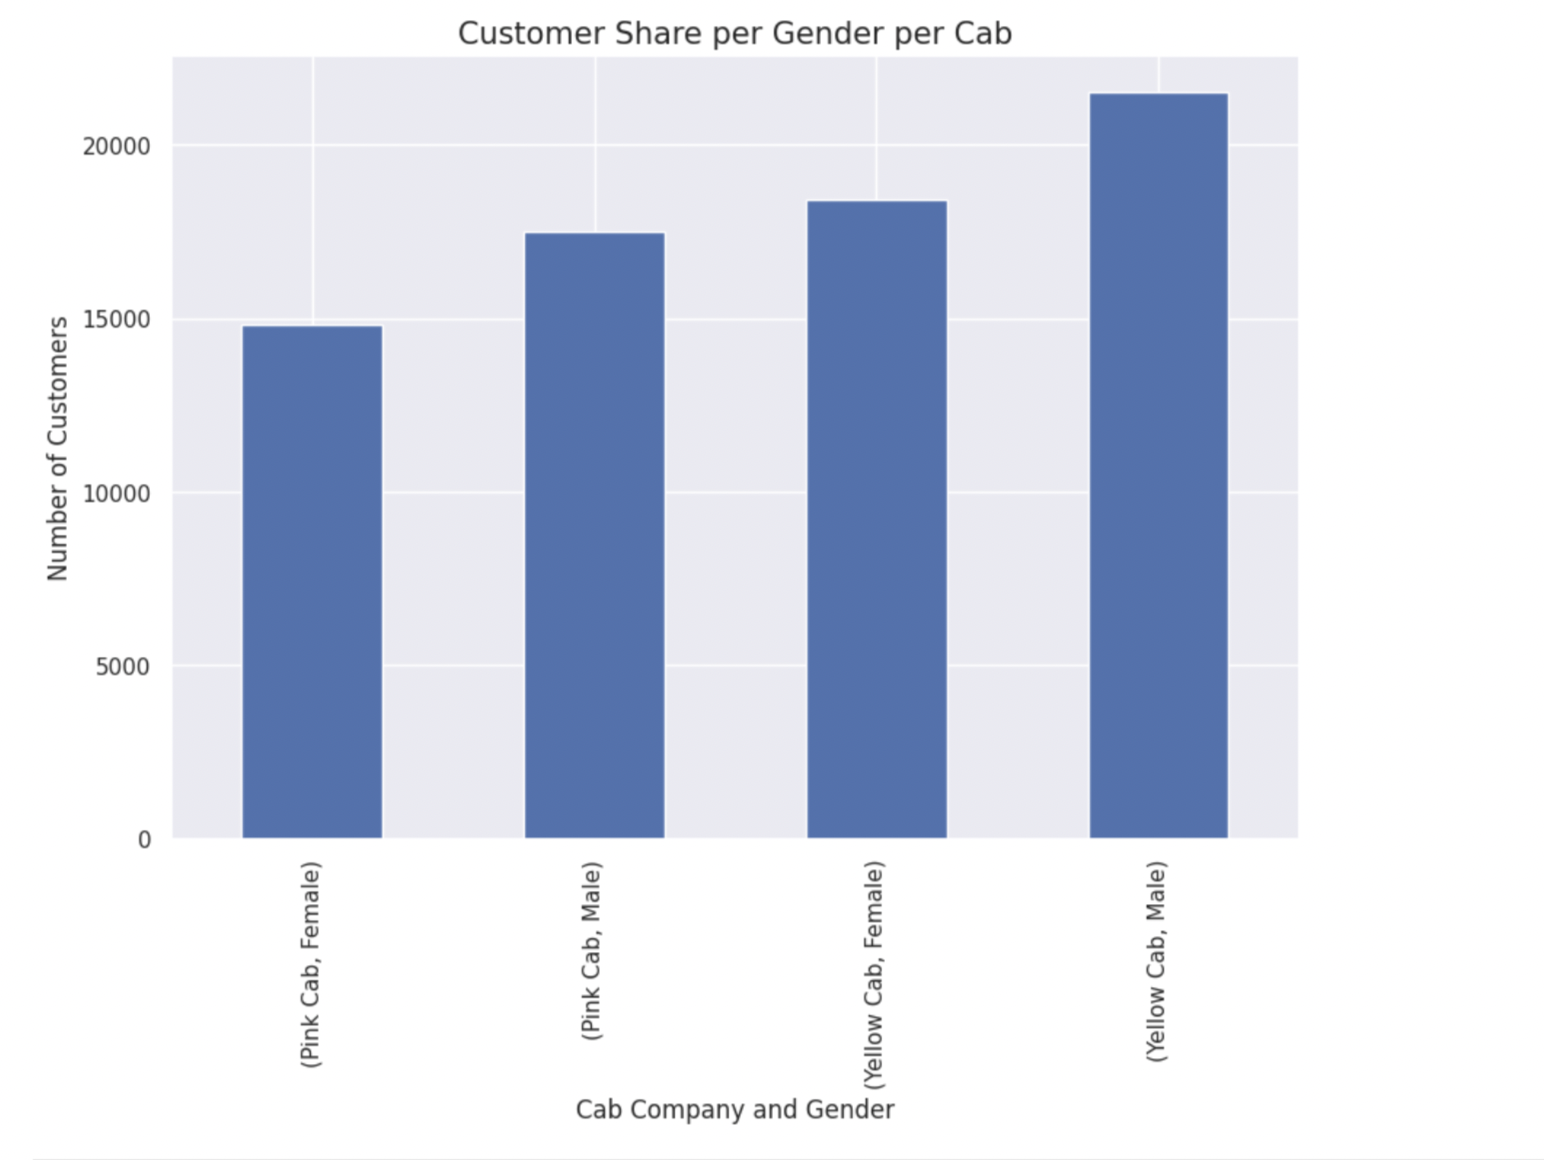 Customer Share per Gender per Cab
20000
15000
10000
5000
0
Number of Customers
(Pink Cab, Female)
(Pink Cab, Male)
(Yellow Cab, Female)
(Yellow Cab, Male)
Cab Company and Gender